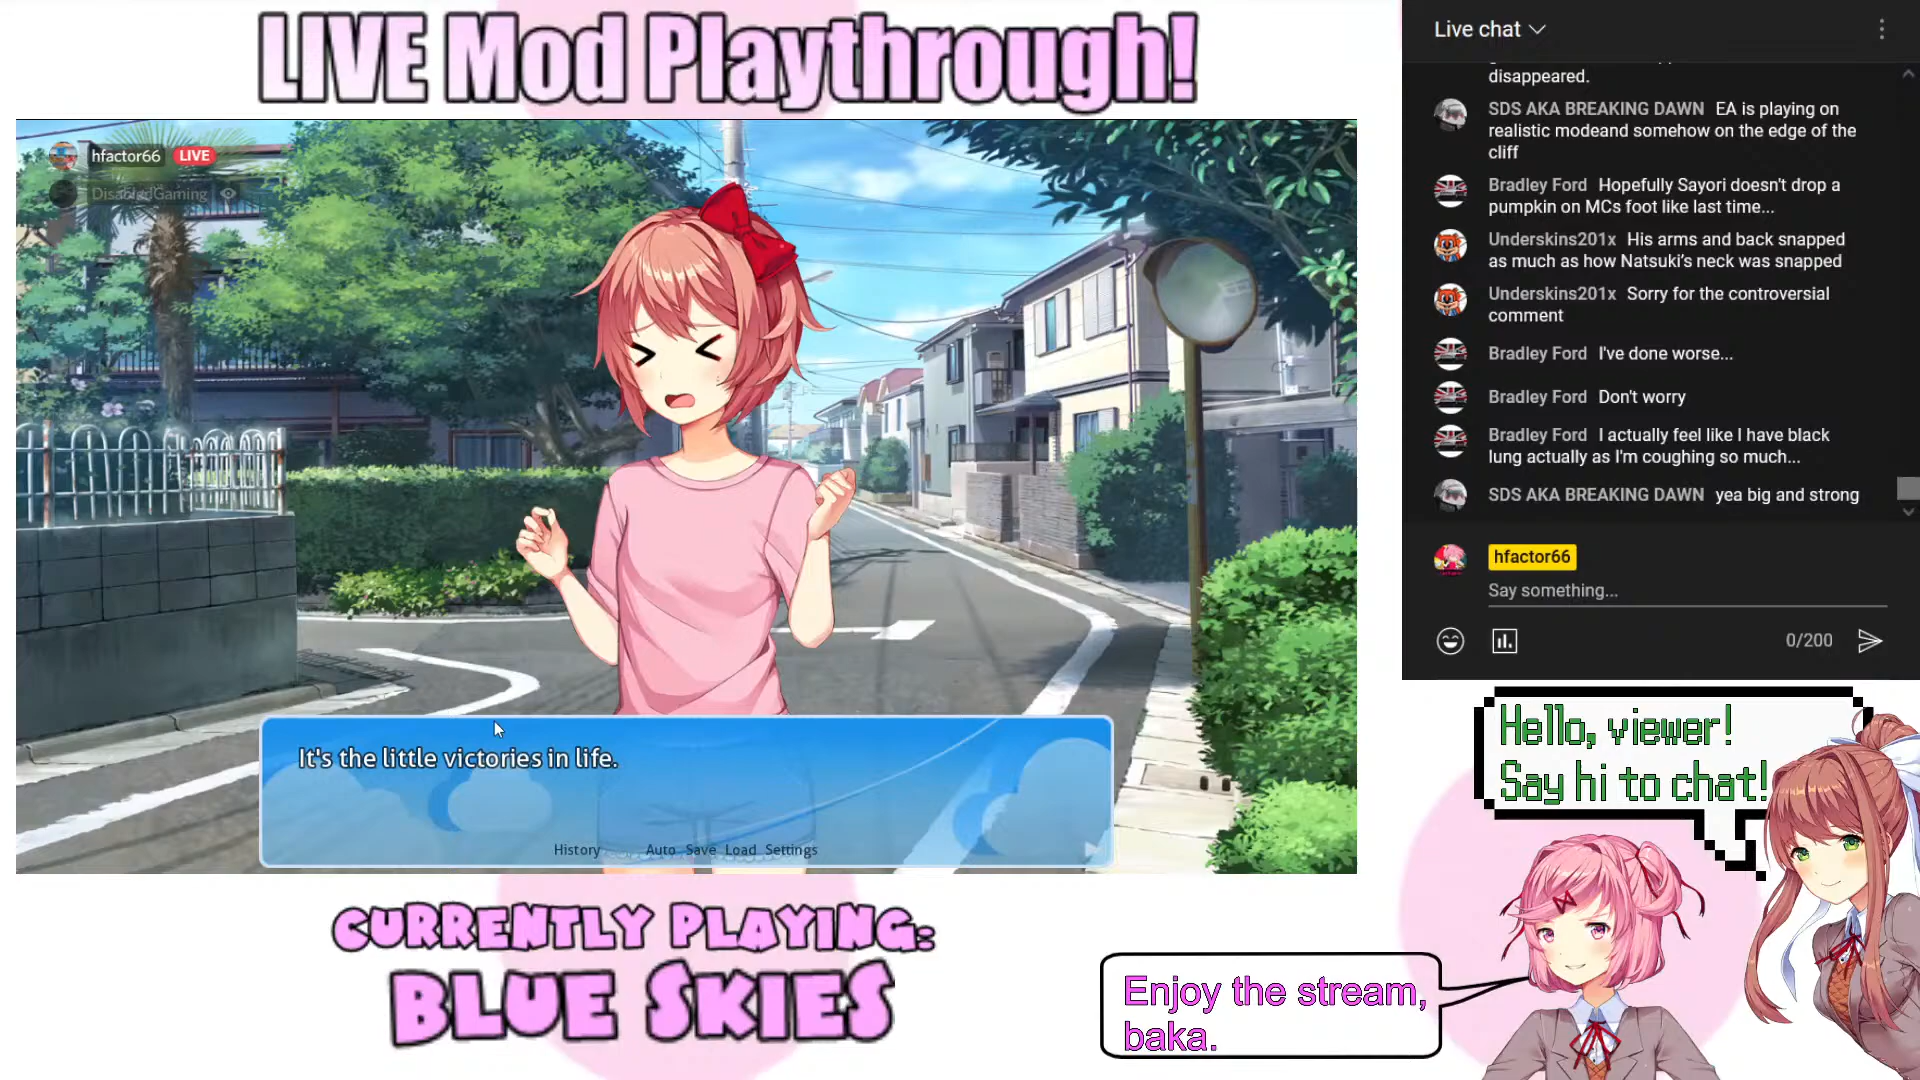 LIVE Mod Playthrough!
hfactor66 LIVE
DisabledGaming
It's the little victories in life.
History Auto Save Load Settings
CURRENTLY PLAYING:
BLUE SKIES
Live chat
disappeared.
SDS AKA BREAKING DAWN EA is playing on
realistic modeand somehow on the edge of the
cliff
Bradley Ford Hopefully Sayori doesn't drop a
pumpkin on MCs foot like last time...
Underskins201x His arms and back snapped
as much as how Natsuki's neck was snapped
Underskins201x Sorry for the controversial
comment
Bradley Ford I've done worse...
Bradley Ford Don't worry
Bradley Ford I actually feel like I have black
lung actually as I'm coughing so much...
SDS AKA BREAKING DAWN yea big and strong
hfactor66
Say something...
0/200
Hello, viewer!
Say hi to chat!
Enjoy the stream,
baka.